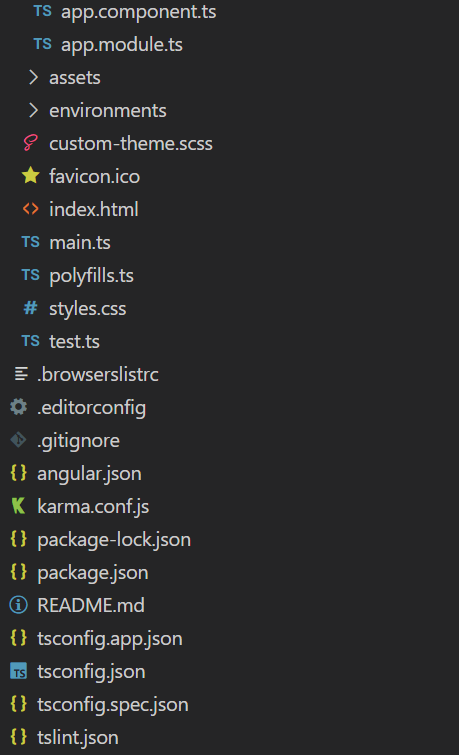 TS app.component.ts
TS app.module.ts
assets
environments
custom-theme.scss
favicon.ico
<> index.html
TS main.ts
TS polyfills.ts
# styles.css
TS test.ts
.browserslistrc
.editorconfig
.gitignore
{} angular.json
K karma.conf.js
{} package-lock.json
{} package.json
README.md
{} tsconfig.app.json
TS tsconfig.json
{} tsconfig.spec.json
TS tslint.json